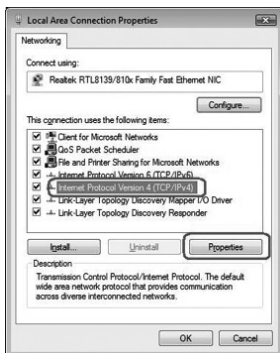 Local Area Connection Properties
Networking
Connect using:
Realtek RTL8139/810x Family Fast Ethernet NIC
Configure...
This connection uses the following items:
Client for Microsoft Networks
QoS Packet Scheduler
File and Printer Sharing for Microsoft Networks
Internet Protocol Version 6 (TCP/IPv6)
Internet Protocol Version 4 (TCP/IPv4)
Link-Layer Topology Discovery Mapper I/O Driver
Link-Layer Topology Discovery Responder
Install... Uninstall Properties
Description
Transmission Control Protocol/Internet Protocol. The default
wide area network protocol that provides communication
across diverse interconnected networks.
OK Cancel